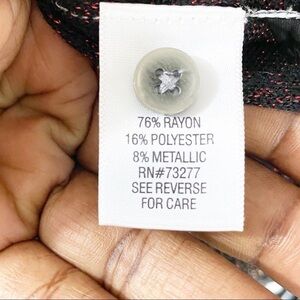 76% RAYON
16% POLYESTER
8% METALLIC
RN#73277
SEE REVERSE
FOR CARE